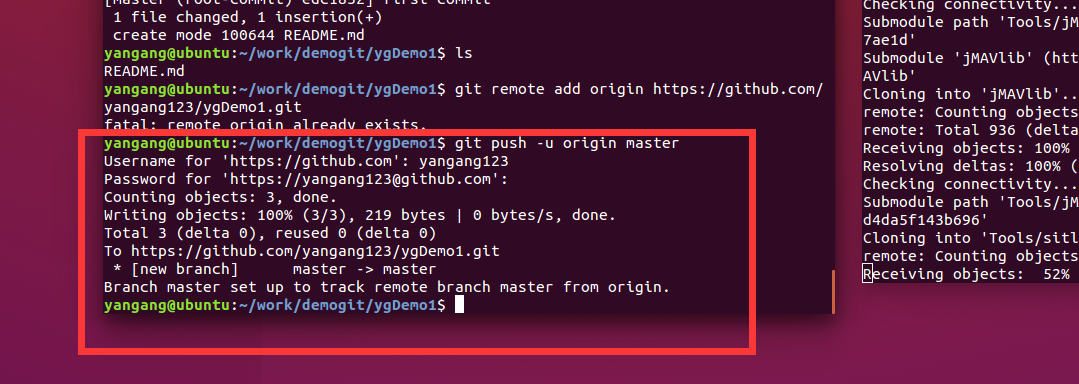 [master (root-commit) cdc1852] first commit
 1 file changed, 1 insertion(+)
 create mode 100644 README.md
yangang@ubuntu:~/work/demogit/ygDemo1$ ls
README.md
yangang@ubuntu:~/work/demogit/ygDemo1$ git remote add origin https://github.com/
yangang123/ygDemo1.git
fatal: remote origin already exists.
yangang@ubuntu:~/work/demogit/ygDemo1$ git push -u origin master
Username for 'https://github.com': yangang123
Password for 'https://yangang123@github.com':
Counting objects: 3, done.
Writing objects: 100% (3/3), 219 bytes | 0 bytes/s, done.
Total 3 (delta 0), reused 0 (delta 0)
To https://github.com/yangang123/ygDemo1.git
 * [new branch]      master -> master
Branch master set up to track remote branch master from origin.
yangang@ubuntu:~/work/demogit/ygDemo1$
Checking connectivity...
Submodule path 'Tools/jM
7ae1d'
Submodule 'jMAVlib' (htt
AVlib'
Cloning into 'jMAVlib'..
remote: Counting objects
remote: Total 936 (delta
Receiving objects: 100%
Resolving deltas: 100% (
Checking connectivity...
Submodule path 'Tools/jM
d4da5f143b696'
Cloning into 'Tools/sitl
remote: Counting objects
Receiving objects:  52%